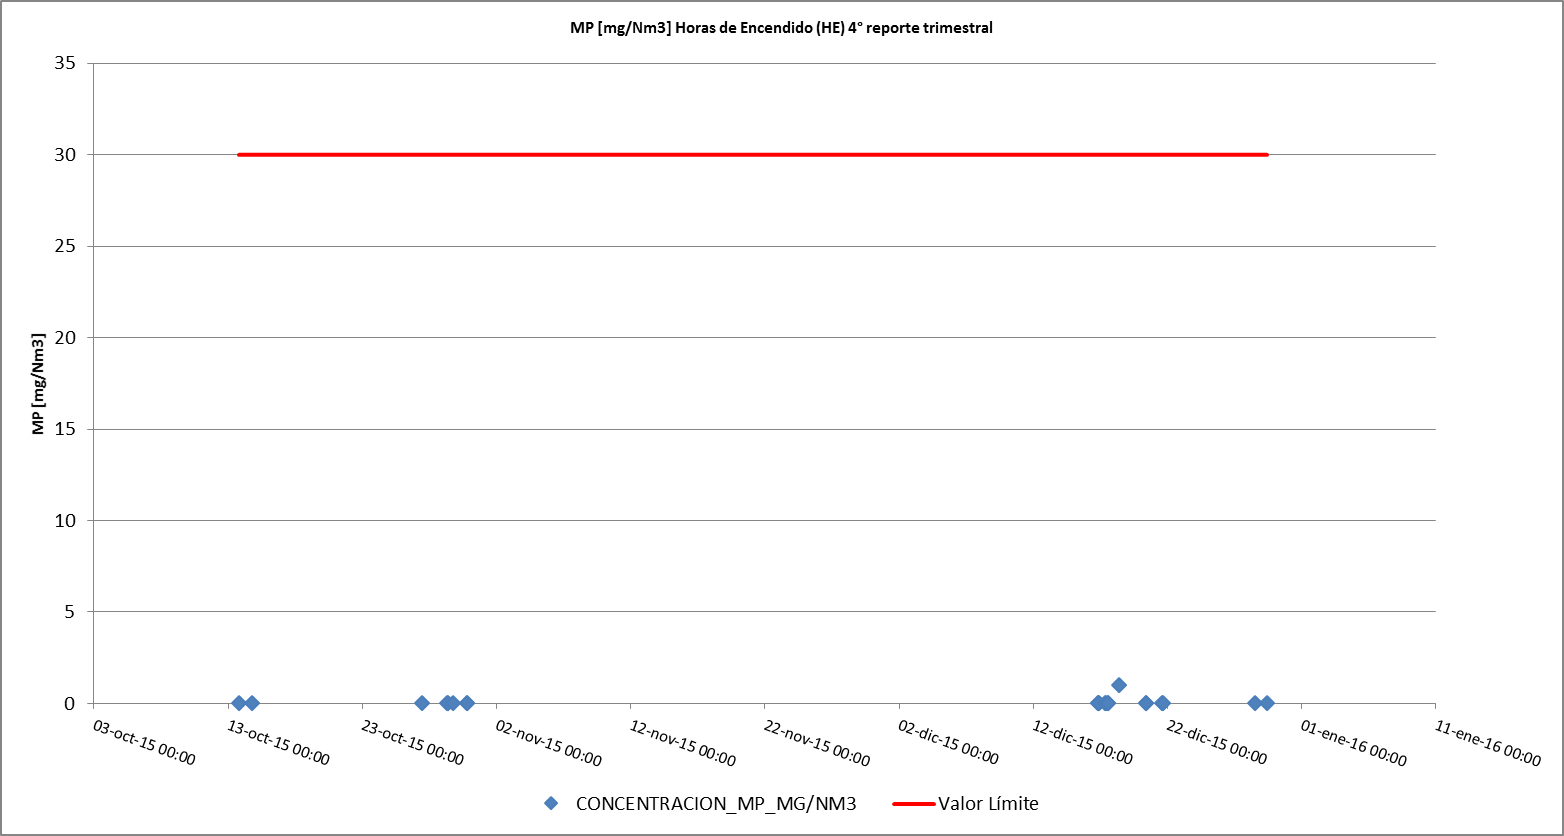 MP [mg/Nm3] Horas de Encendido (HE) 4° reporte trimestral
35
30
25
20
15
10
5
0
MP [mg/Nm3]
03-oct-15 00:00
13-oct-15 00:00
23-oct-15 00:00
02-nov-15 00:00
12-nov-15 00:00
22-nov-15 00:00
02-dic-15 00:00
12-dic-15 00:00
22-dic-15 00:00
01-ene-16 00:00
11-ene-16 00:00
CONCENTRACION_MP_MG/NM3
Valor Límite